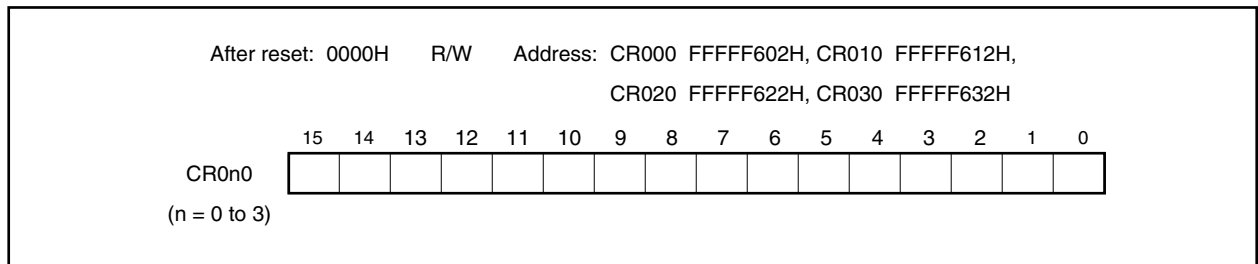 After reset: 0000H R/W Address: CR000 FFFFF602H, CR010 FFFFF612H,
CR020 FFFFF622H, CR030 FFFFF632H
15 14 13 12 11 10 9 8 7 6 5 4 3 2 1 0
CR0n0
(n = 0 to 3)